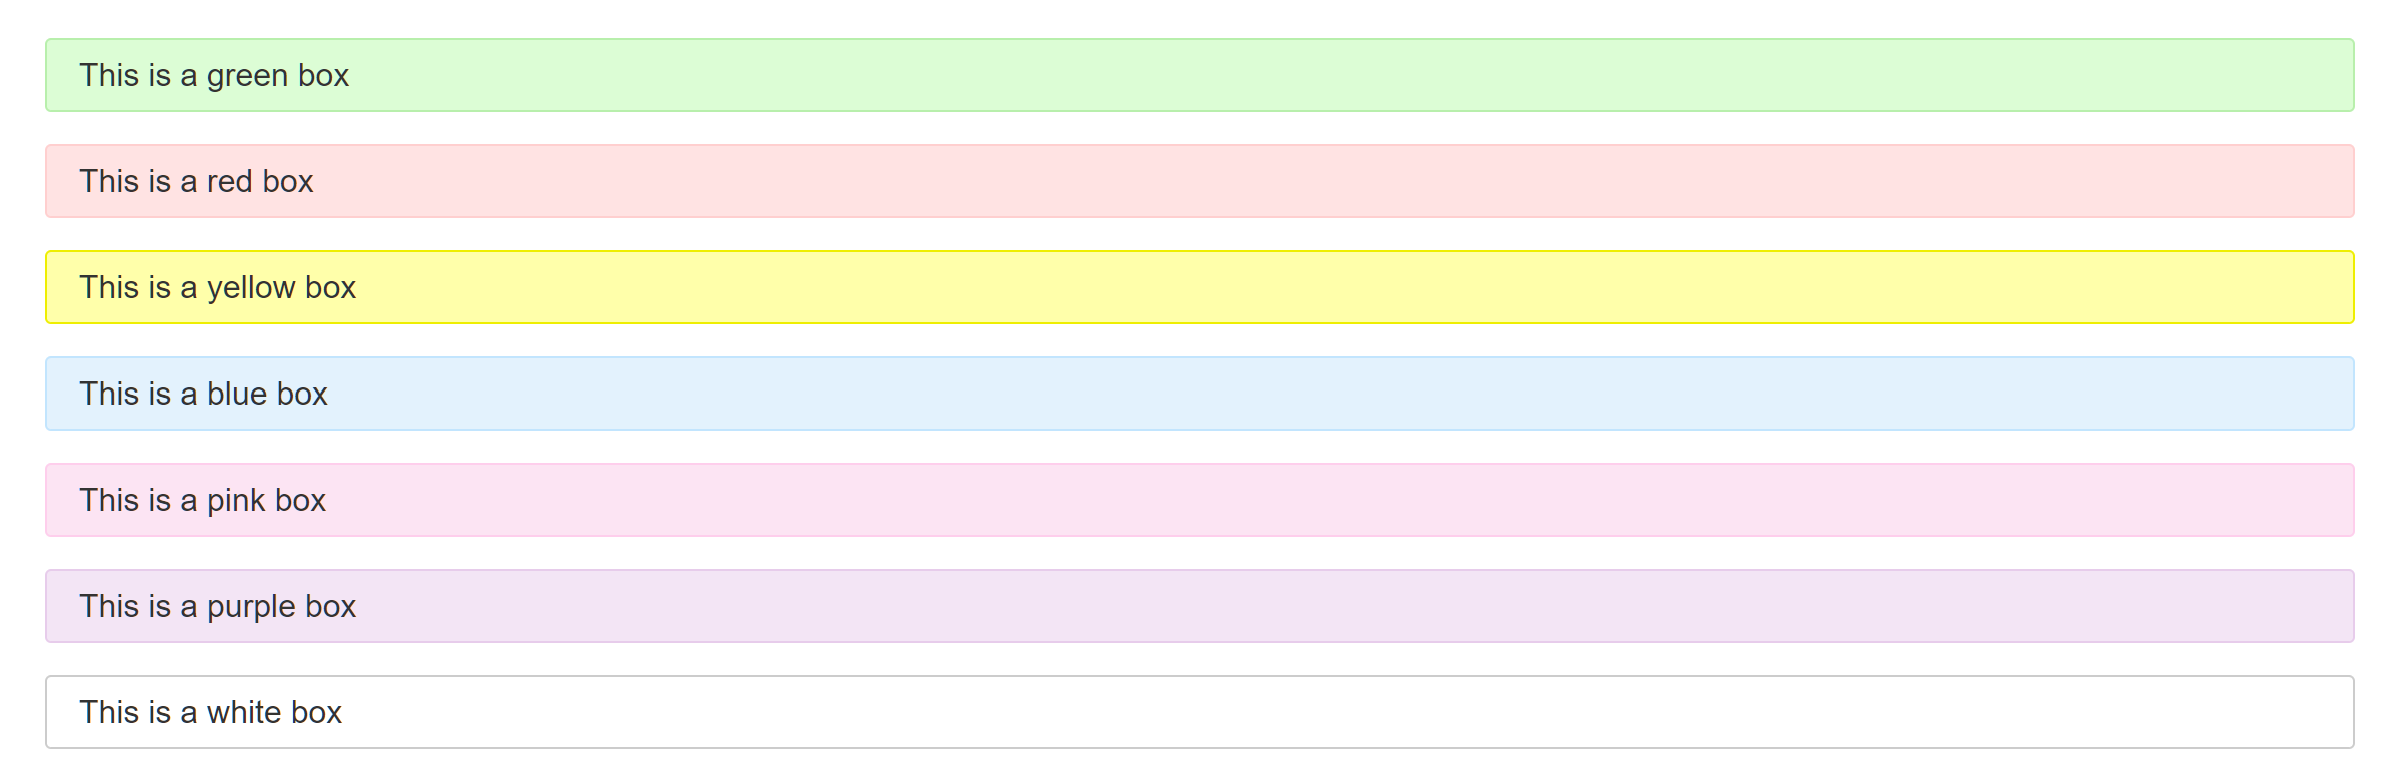 This is a green box
This is a red box
This is a yellow box
This is a blue box
This is a pink box
This is a purple box
This is a white box